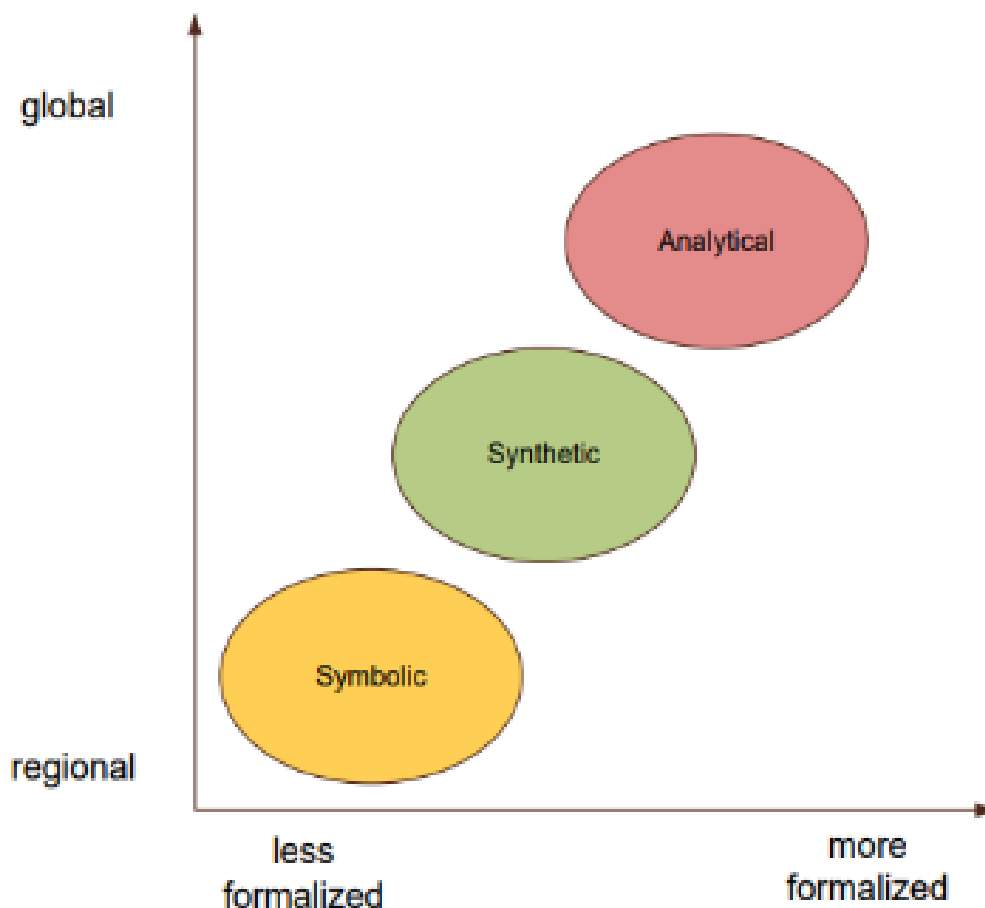 global
Analytical
Synthetic
Symbolic
regional
less
formalized
more
formalized